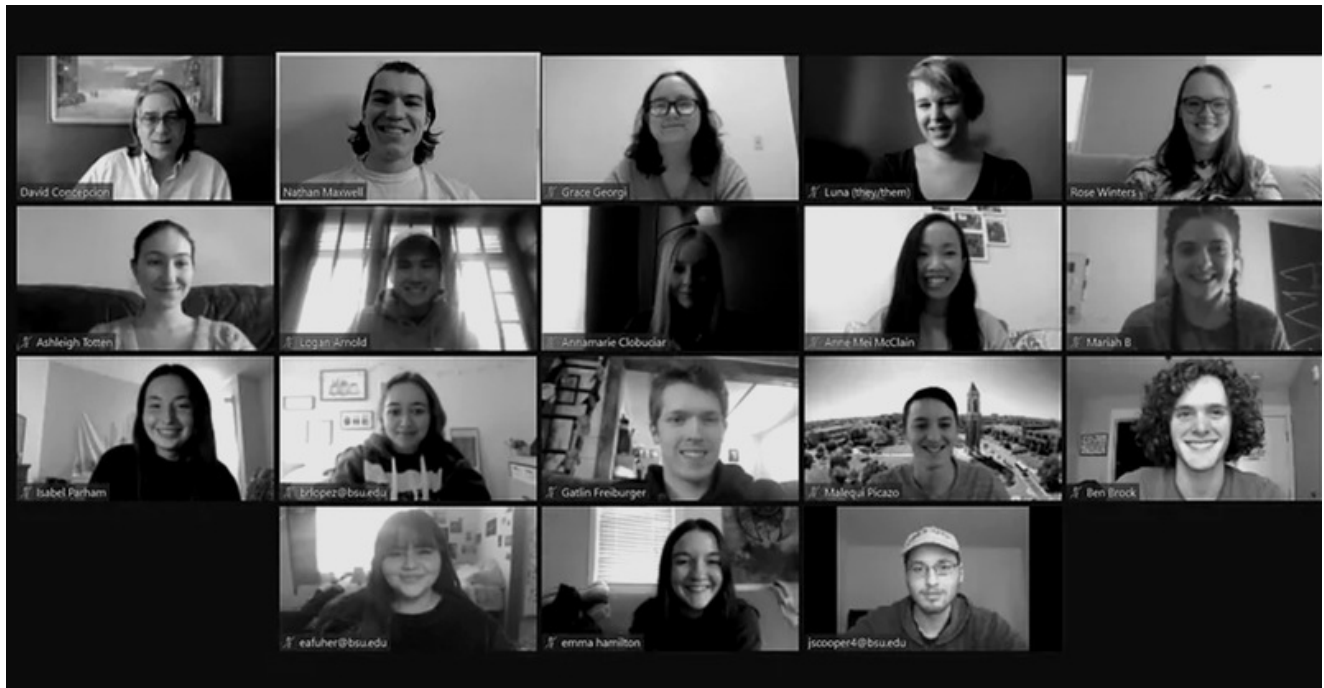 David Concepcion
Nathan Maxwell
Grace Georgi
Luna (they/them)
Rose Winters
Ashleigh Totten
Logan Arnold
Annamarie Clobuciar
Anne Mei McClain
Mariah B
Isabel Parham
brlopez@bsu.edu
Gatlin Freiburger
Malequi Picazo
Ben Brock
eafuher@bsu.edu
emma hamilton
jscooper4@bsu.edu